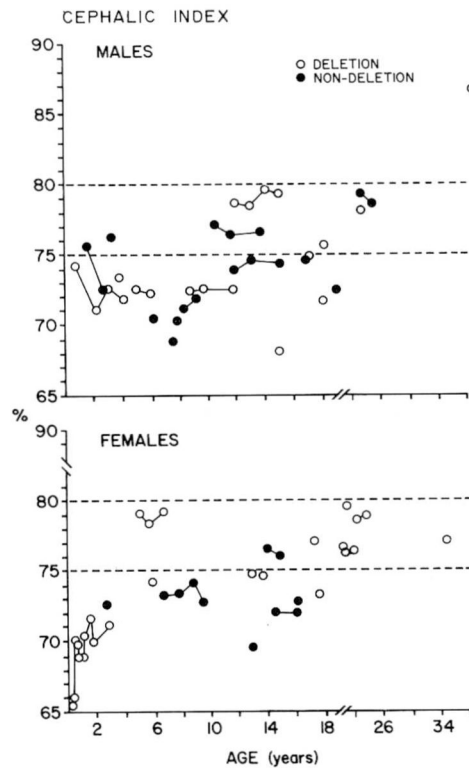 CEPHALIC INDEX
MALES
○ DELETION
● NON-DELETION
90
85
80
75
70
65
%
FEMALES
90
80
75
70
65
2 6 10 14 18 24 34
AGE (years)